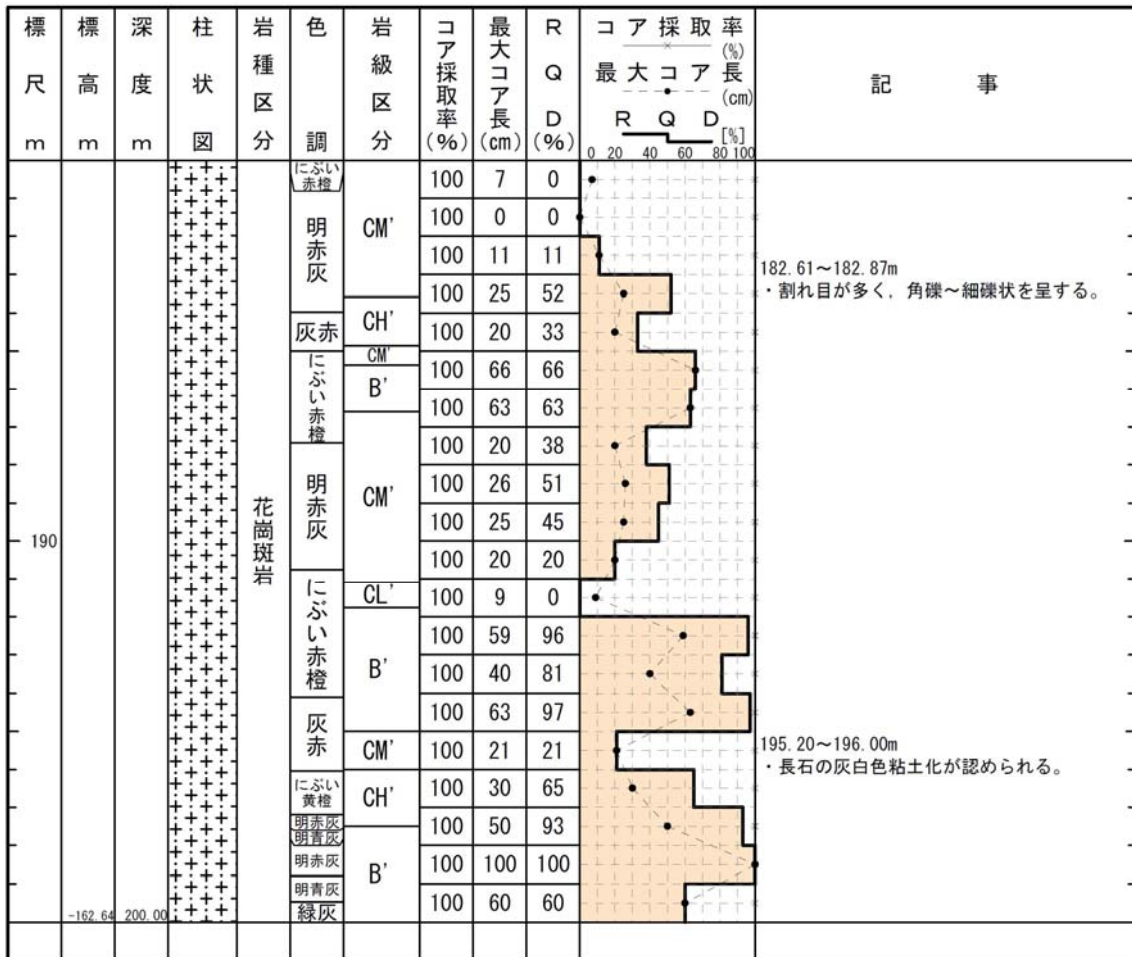 標尺 m
標高 m
深度 m
柱状図
岩種区分
色調
岩級区分
コア採取率(%)
最大コア長(cm)
RQD(%)
コア採取率
(%)
最大コア長
(cm)
RQD
[%]
0 20 40 60 80 100
記事
にぶい赤橙
明赤灰
灰赤
にぶい赤橙
明赤灰
にぶい赤橙
灰赤
にぶい黄橙
明赤灰
明青灰
明赤灰
明青灰
緑灰
CM'
CH'
CM'
B'
CM'
CL'
B'
CM'
CH'
B'
花崗斑岩
190
-162.64 200.00
100 7 0
100 0 0
100 11 11
100 25 52
100 20 33
100 66 66
100 63 63
100 20 38
100 26 51
100 25 45
100 20 20
100 9 0
100 59 96
100 40 81
100 63 97
100 21 21
100 30 65
100 50 93
100 100 100
100 60 60
182.61～182.87m
・割れ目が多く，角礫～細礫状を呈する。
195.20～196.00m
・長石の灰白色粘土化が認められる。